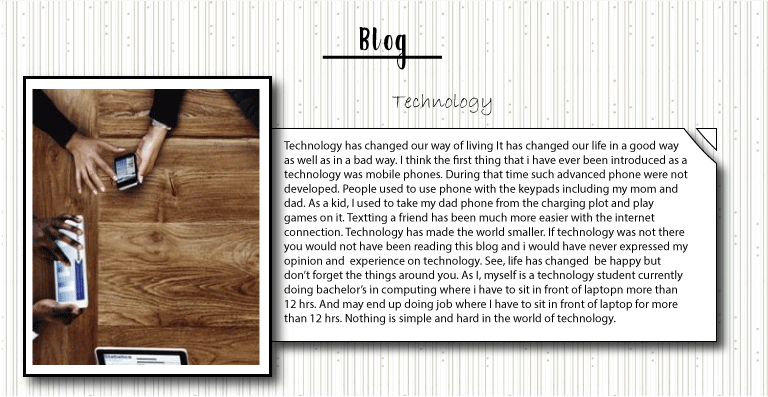 Blog
Technology
Technology has changed our way of living It has changed our life in a good way
as well as in a bad way. I think the first thing that i have ever been introduced as a
technology was mobile phones. During that time such advanced phone were not
developed. People used to use phone with the keypads including my mom and
dad. As a kid, I used to take my dad phone from the charging plot and play
games on it. Textting a friend has been much more easier with the internet
connection. Technology has made the world smaller. If technology was not there
you would not have been reading this blog and i would have never expressed my
opinion and  experience on technology. See, life has changed  be happy but
don't forget the things around you. As I, myself is a technology student currently
doing bachelor's in computing where i have to sit in front of laptopn more than
12 hrs. And may end up doing job where I have to sit in front of laptop for more
than 12 hrs. Nothing is simple and hard in the world of technology.
Statistics